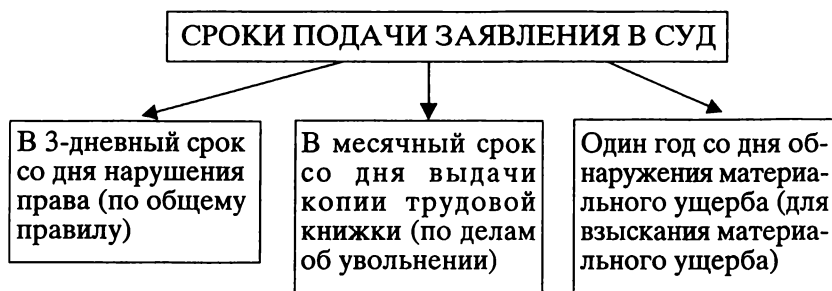 СРОКИ ПОДАЧИ ЗАЯВЛЕНИЯ В СУД
В 3-дневный срок
со дня нарушения
права (по общему
правилу)
В месячный срок
со дня выдачи
копии трудовой
книжки (по делам
об увольнении)
Один год со дня об-
наружения материа-
льного ущерба (для
взыскания материа-
льного ущерба)